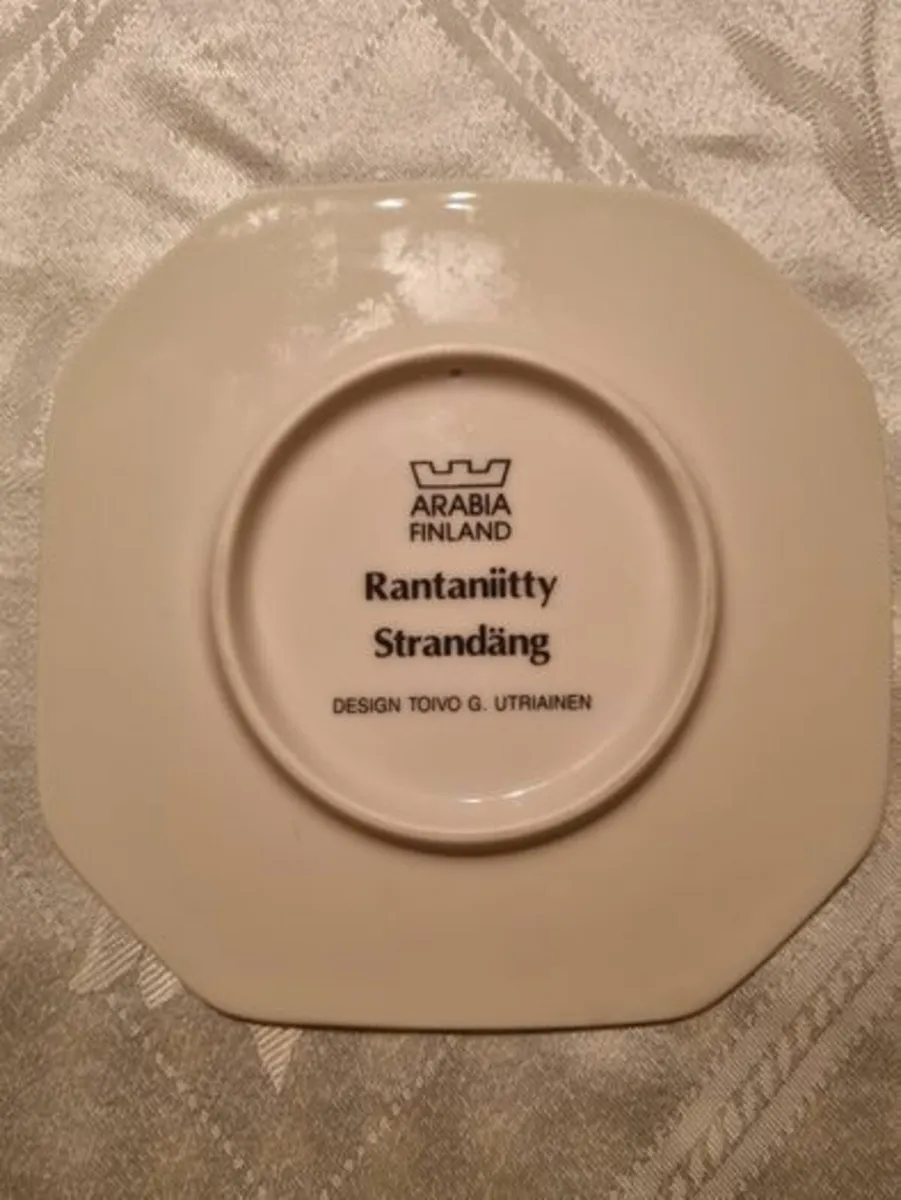 ARABIA
FINLAND
Rantaniitty
Strandäng
DESIGN TOIVO G. UTRIAINEN